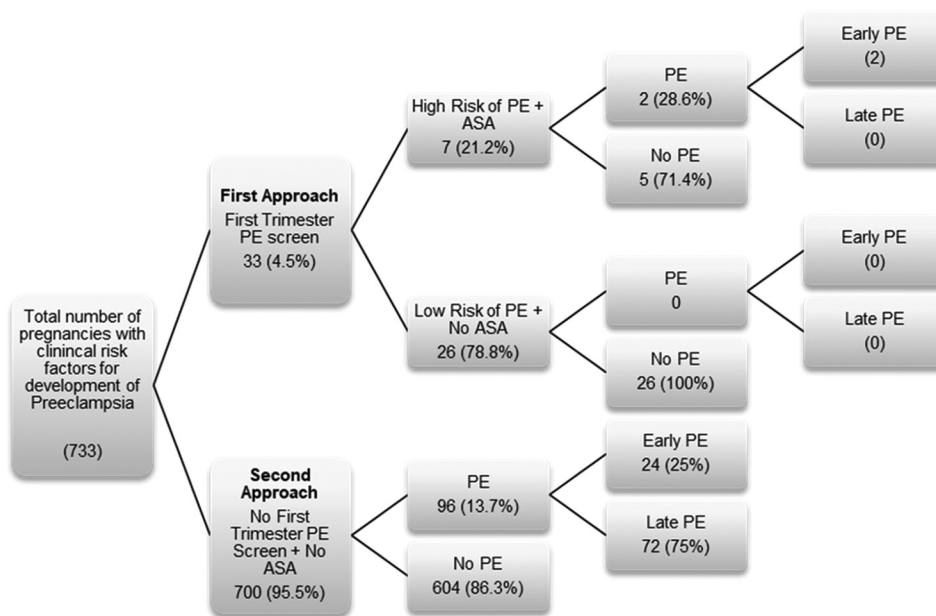 Total number of
pregnancies with
clinincal risk
factors for
development of
Preeclampsia
(733)
First Approach
First Trimester
PE screen
33 (4.5%)
High Risk of PE +
ASA
7 (21.2%)
PE
2 (28.6%)
Early PE
(2)
Late PE
(0)
No PE
5 (71.4%)
Low Risk of PE +
No ASA
26 (78.8%)
PE
0
Early PE
(0)
Late PE
(0)
No PE
26 (100%)
Second
Approach
No First
Trimester PE
Screen + No
ASA
700 (95.5%)
PE
96 (13.7%)
Early PE
24 (25%)
Late PE
72 (75%)
No PE
604 (86.3%)